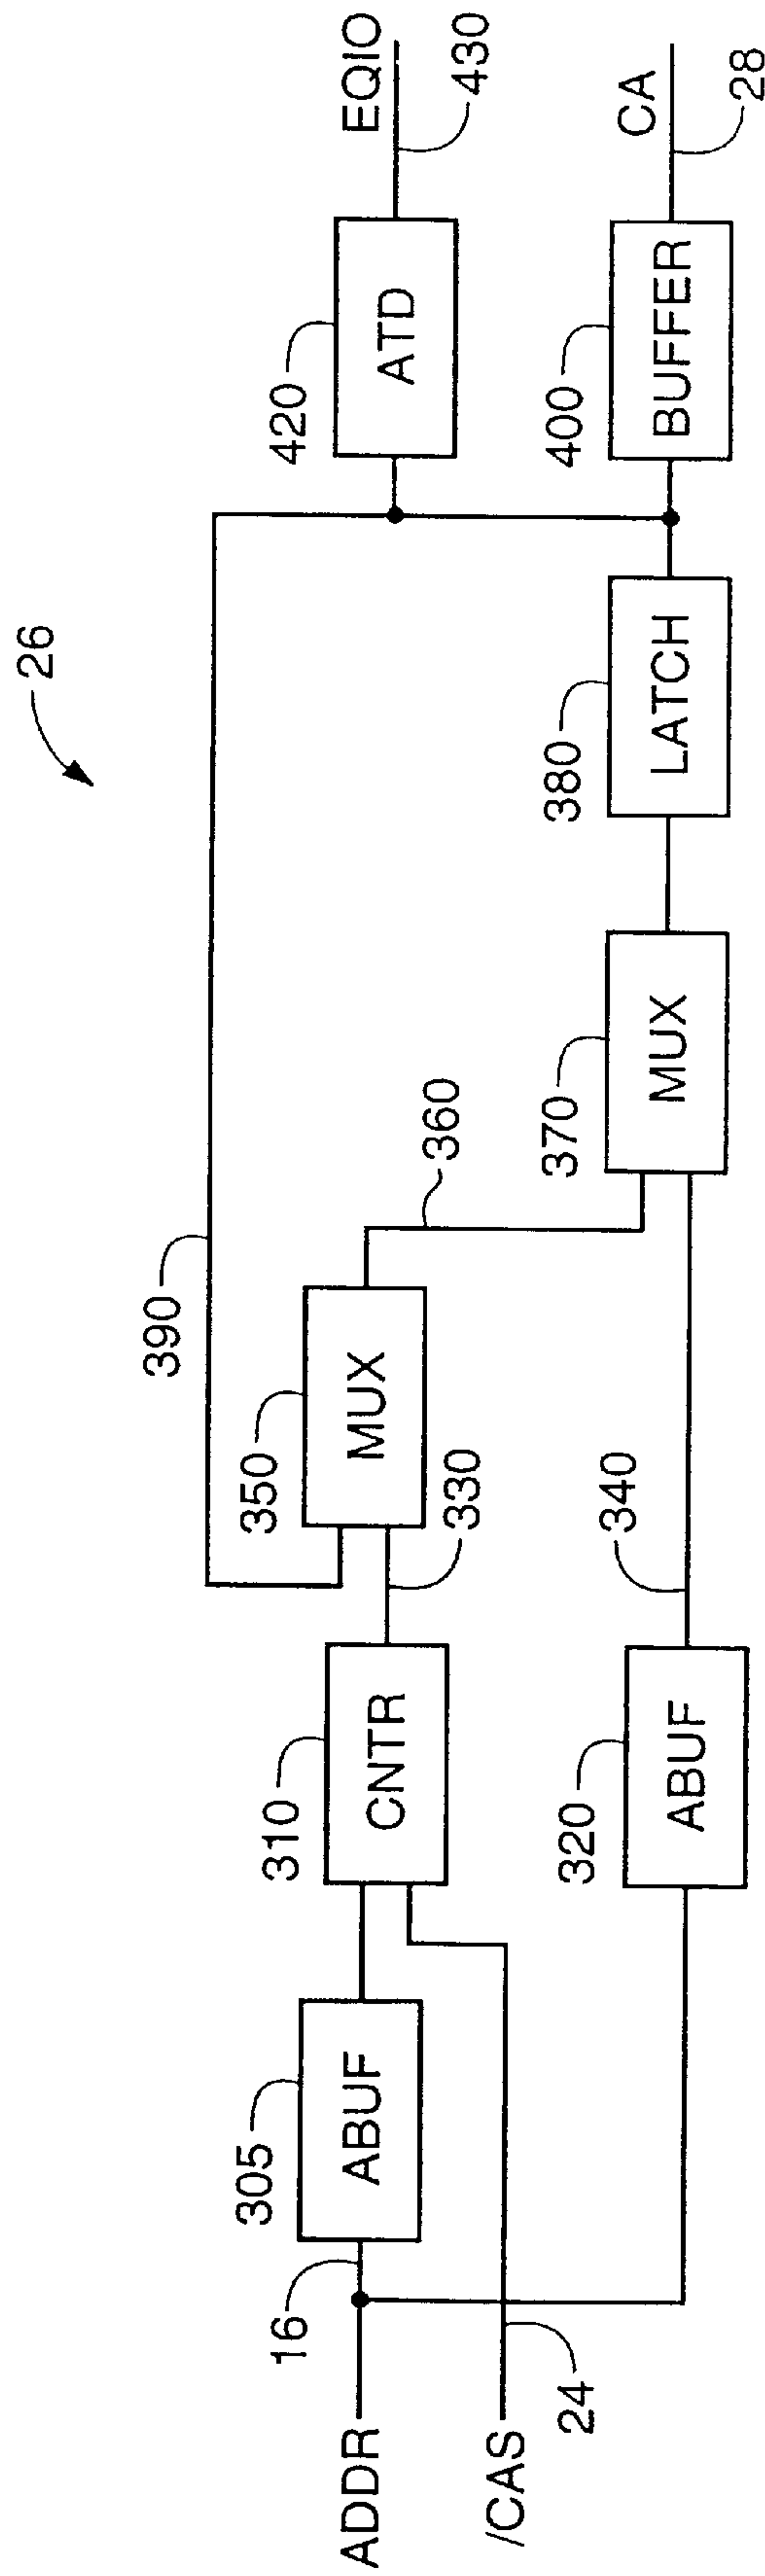 26
390
420
ATD
EQIO
430
360
350
MUX
330
310
CNTR
305
ABUF
16
ADDR
/CAS
24
320
ABUF
340
370
MUX
380
LATCH
400
BUFFER
CA
28